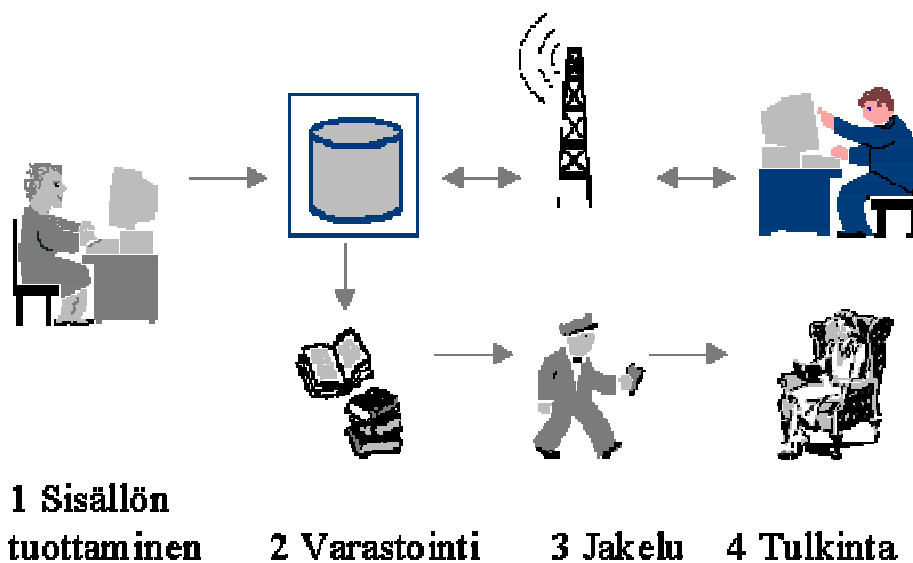 1 Sisällön
tuottaminen
2 Varastointi
3 Jakelu
4 Tulkinta